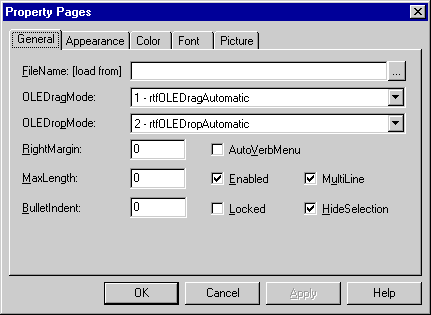 Property Pages
General Appearance Color Font Picture
FileName: [load from] ...
OLEDragMode: 1 - rtfOLEDragAutomatic
OLEDropMode: 2 - rtfOLEDropAutomatic
RightMargin: 0 AutoVerbMenu
MaxLength: 0 Enabled MultiLine
BulletIndent: 0 Locked HideSelection
OK Cancel Apply Help